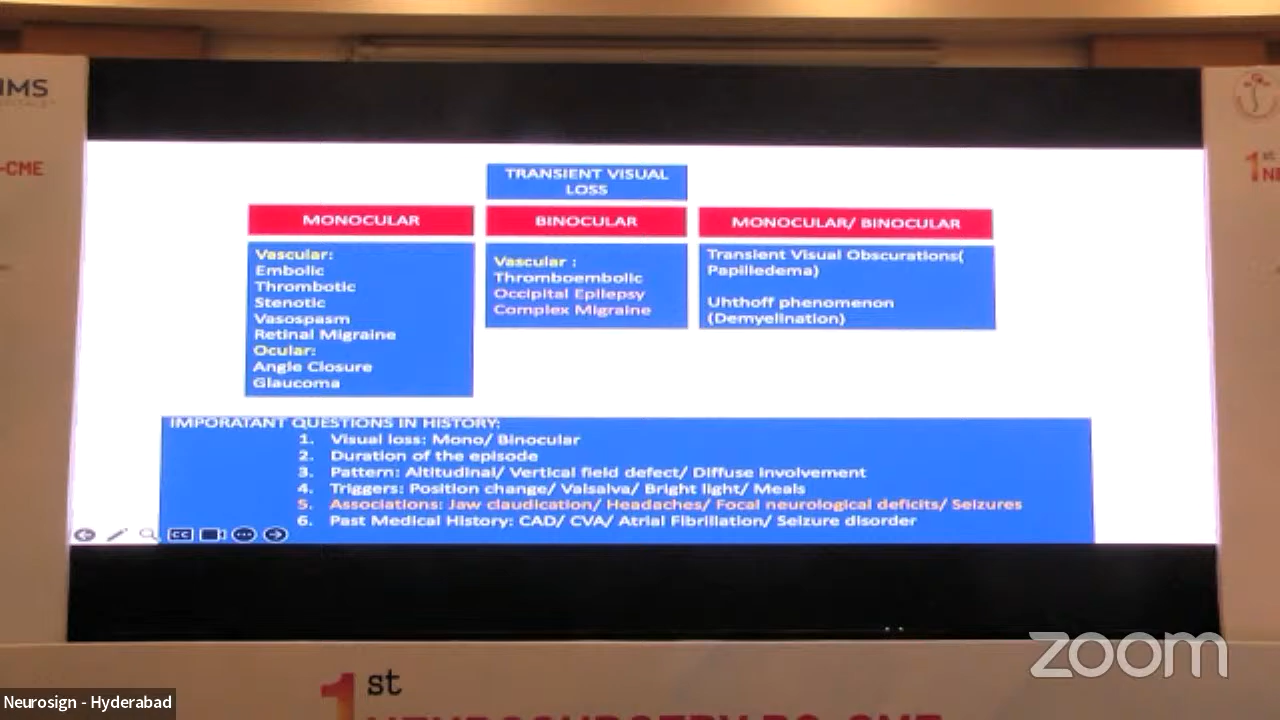 IMS
-CME
1st
TRANSIENT VISUAL
LOSS
MONOCULAR
BINOCULAR
MONOCULAR/ BINOCULAR
Vascular:
Embolic
Thrombotic
Stenotic
Vasospasm
Retinal Migraine
Ocular:
Angle Closure
Glaucoma
Vascular :
Thromboembolic
Occipital Epilepsy
Complex Migraine
Transient Visual Obscurations(
Papilledema)
Uhthoff phenomenon
(Demyelination)
IMPORATANT QUESTIONS IN HISTORY:
1. Visual loss: Mono/ Binocular
2. Duration of the episode
3. Pattern: Altitudinal/ Vertical field defect/ Diffuse involvement
4. Triggers: Position change/ Valsalva/ Bright light/ Meals
5. Associations: Jaw claudication/ Headaches/ Focal neurological deficits/ Seizures
6. Past Medical History: CAD/ CVA/ Atrial Fibrillation/ Seizure disorder
CC
zoom
1st
Neurosign - Hyderabad